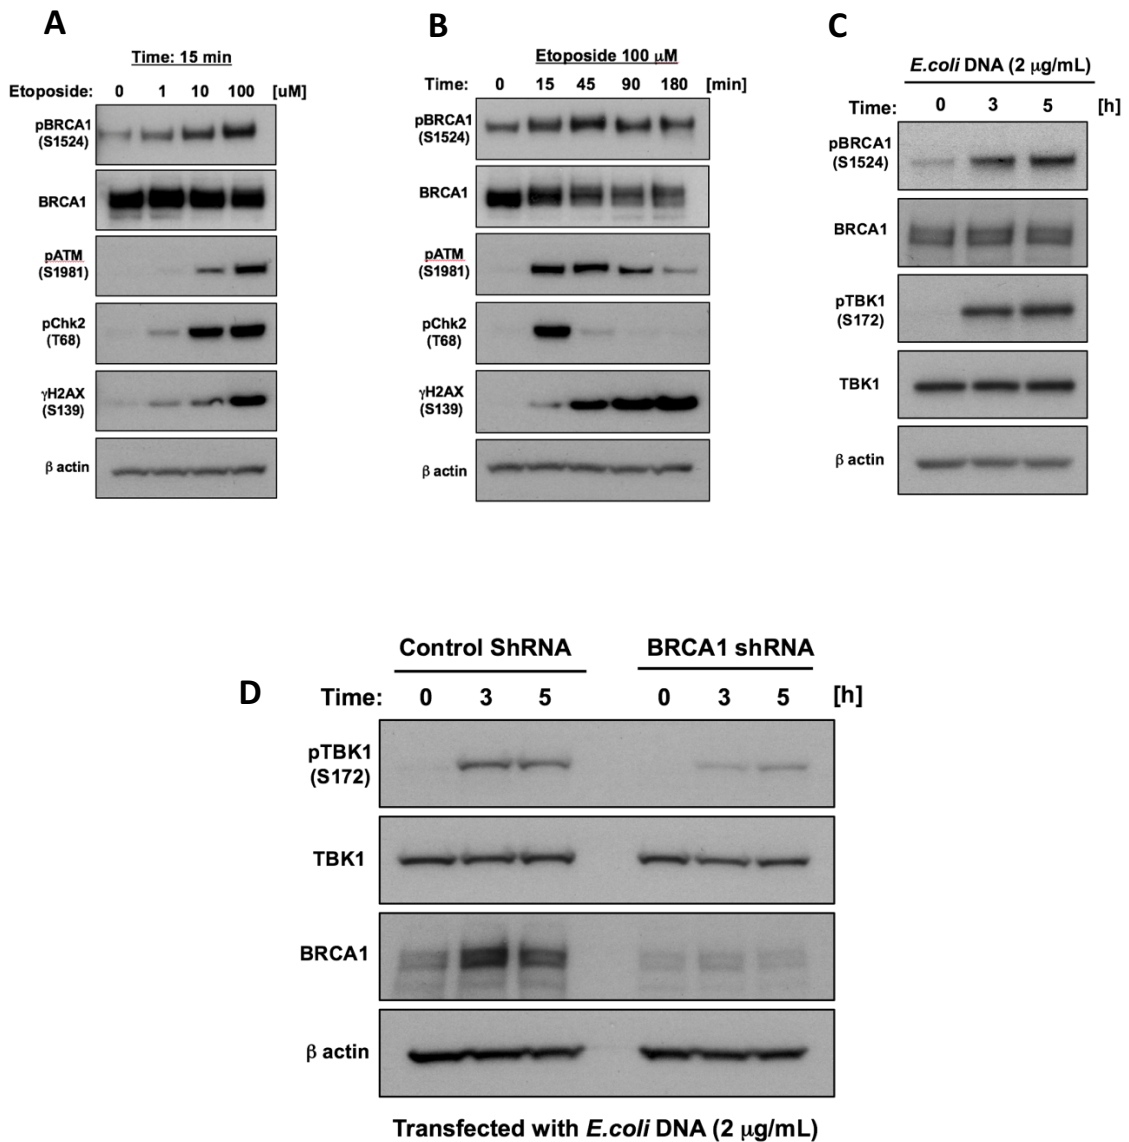 A
Time: 15 min
Etoposide: 0 1 10 100 [uM]
pBRCA1
(S1524)
BRCA1
pATM
(S1981)
pChk2
(T68)
γH2AX
(S139)
β actin
B
Etoposide 100 μM
Time: 0 15 45 90 180 [min]
pBRCA1
(S1524)
BRCA1
pATM
(S1981)
pChk2
(T68)
γH2AX
(S139)
β actin
C
E.coli DNA (2 μg/mL)
Time: 0 3 5 [h]
pBRCA1
(S1524)
BRCA1
pTBK1
(S172)
TBK1
β actin
D
Control ShRNA BRCA1 shRNA
Time: 0 3 5 0 3 5 [h]
pTBK1
(S172)
TBK1
BRCA1
β actin
Transfected with E.coli DNA (2 μg/mL)